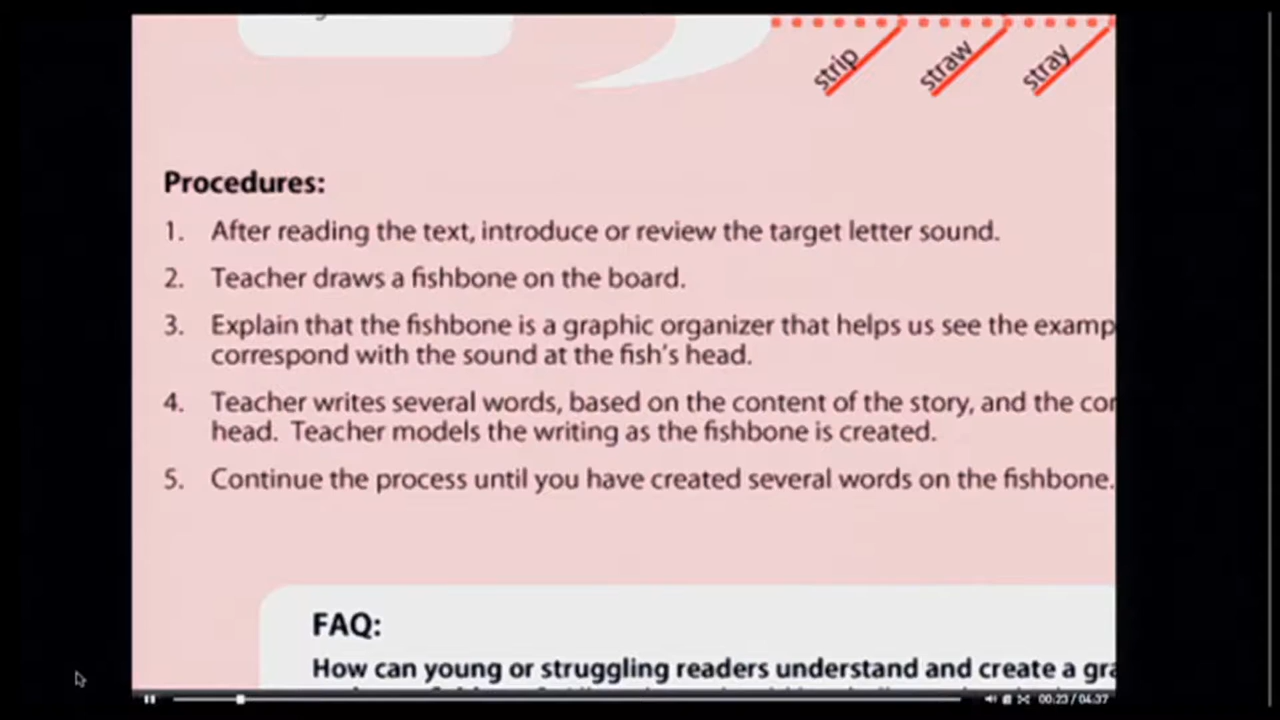 strip straw stray
Procedures:
1. After reading the text, introduce or review the target letter sound.
2. Teacher draws a fishbone on the board.
3. Explain that the fishbone is a graphic organizer that helps us see the examp
correspond with the sound at the fish's head.
4. Teacher writes several words, based on the content of the story, and the cor
head. Teacher models the writing as the fishbone is created.
5. Continue the process until you have created several words on the fishbone.
FAQ:
How can young or struggling readers understand and create a gra
00:23 / 04:37